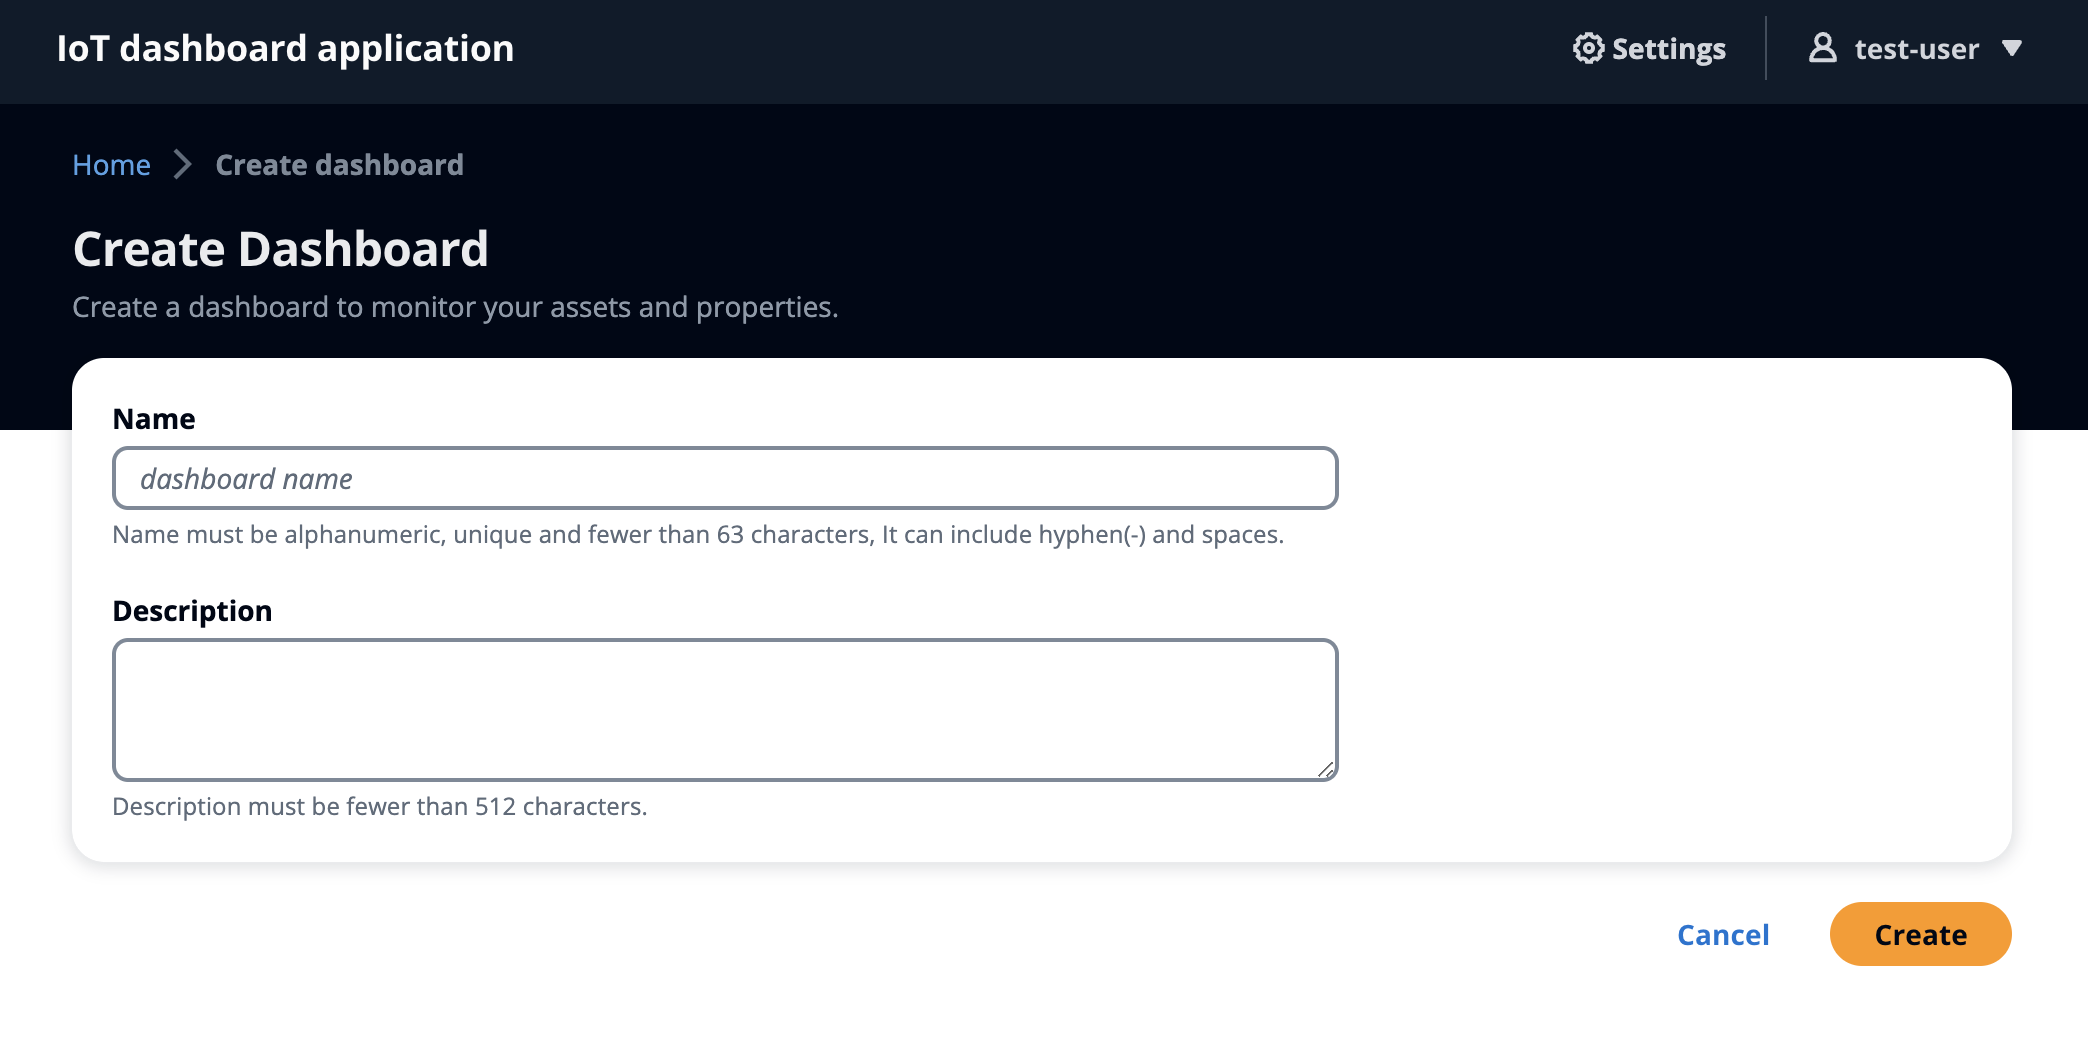 IoT dashboard application
Settings
test-user
Home
Create dashboard
Create Dashboard
Create a dashboard to monitor your assets and properties.
Name
dashboard name
Name must be alphanumeric, unique and fewer than 63 characters, It can include hyphen(-) and spaces.
Description
Description must be fewer than 512 characters.
Cancel
Create